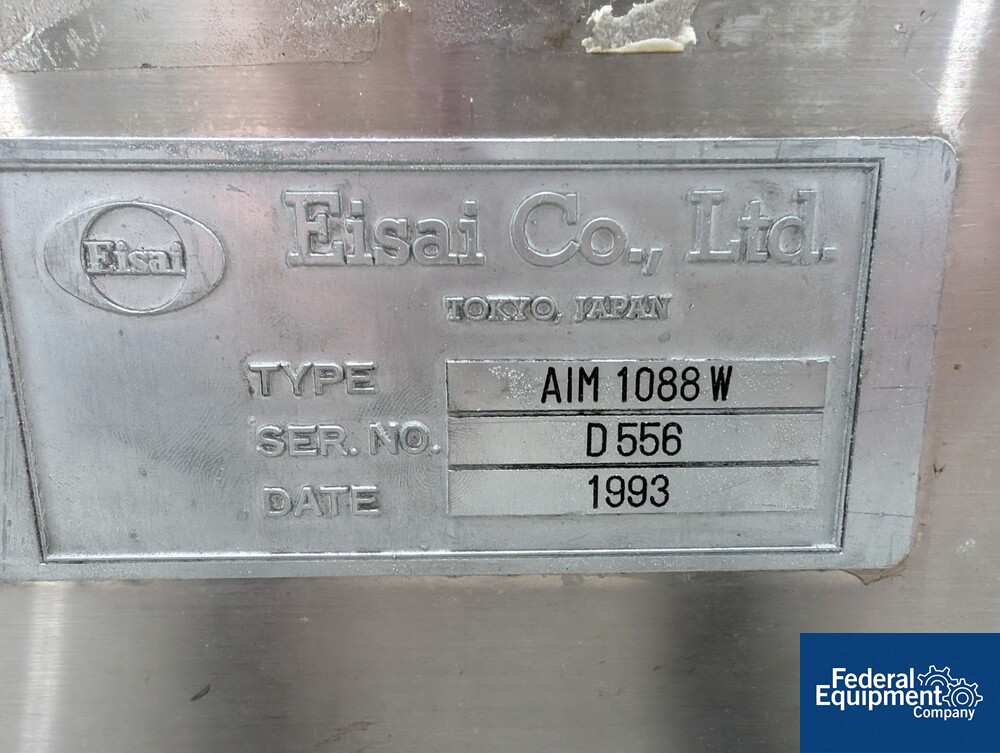 Eisai
Eisai Co., Ltd.
TOKYO, JAPAN
TYPE AIM 1088 W
SER. NO. D 556
DATE 1993
Federal
Equipment
Company